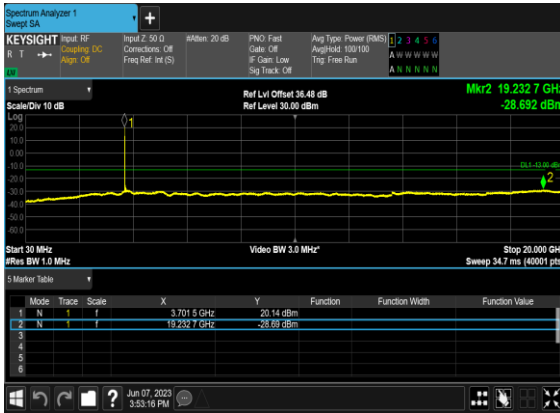 Spectrum Analyzer 1
Swept SA
+
KEYSIGHT
R T
Input: RF
Coupling: DC
Align: Off
Input Z: 50 Ω
Corrections: Off
Freq Ref: Int (S)
#Atten: 20 dB
PNO: Fast
Gate: Off
IF Gain: Low
Sig Track: Off
Avg Type: Power (RMS)
Avg|Hold: 100/100
Trig: Free Run
1 2 3 4 5 6
A W W W W W
A N N N N N
1 Spectrum
Scale/Div 10 dB
Ref Lvl Offset 36.48 dB
Ref Level 30.00 dBm
Mkr2 19.232 7 GHz
-28.692 dBm
Log
20.0
10.0
0.00
-10.0
-20.0
-30.0
-40.0
-50.0
-60.0
1
DL1 -13.00 dBm
2
Start 30 MHz
#Res BW 1.0 MHz
Video BW 3.0 MHz*
Stop 20.000 GH
Sweep 34.7 ms (40001 pts
5 Marker Table
Mode Trace Scale X Y Function Function Width Function Value
1 N 1 f 3.701 5 GHz 20.14 dBm
2 N 1 f 19.232 7 GHz -28.69 dBm
3
4
5
6
?
Jun 07, 2023
3:53:16 PM